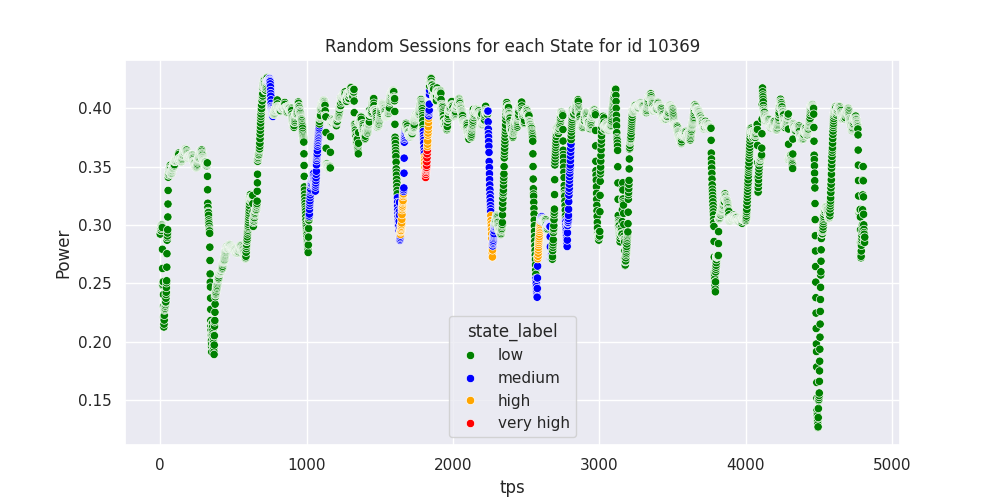 Random Sessions for each State for id 10369
Power
0.40
0.35
0.30
0.25
0.20
0.15
state_label
low
medium
high
very high
0 1000 2000 3000 4000 5000
tps